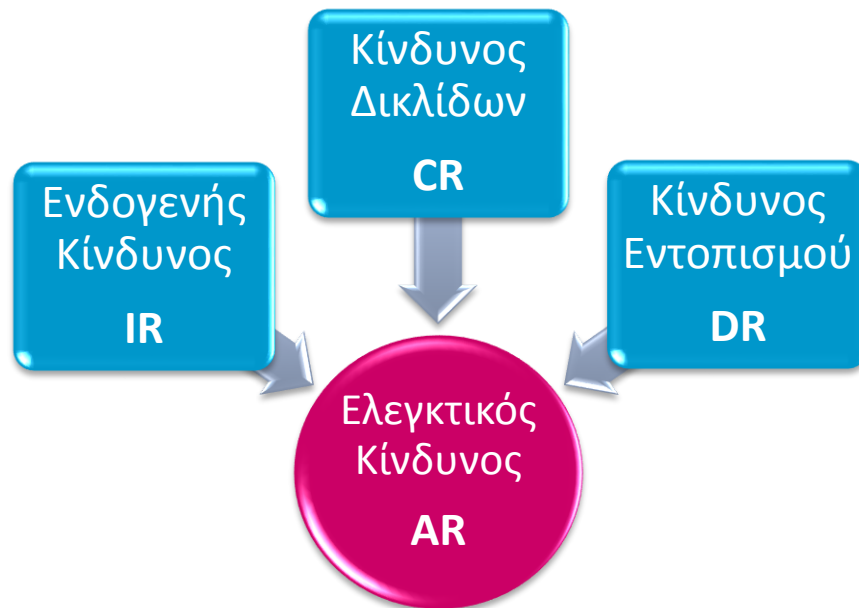 Κίνδυνος
Δικλίδων
CR
Ενδογενής
Κίνδυνος
IR
Κίνδυνος
Εντοπισμού
DR
Ελεγκτικός
Κίνδυνος
AR